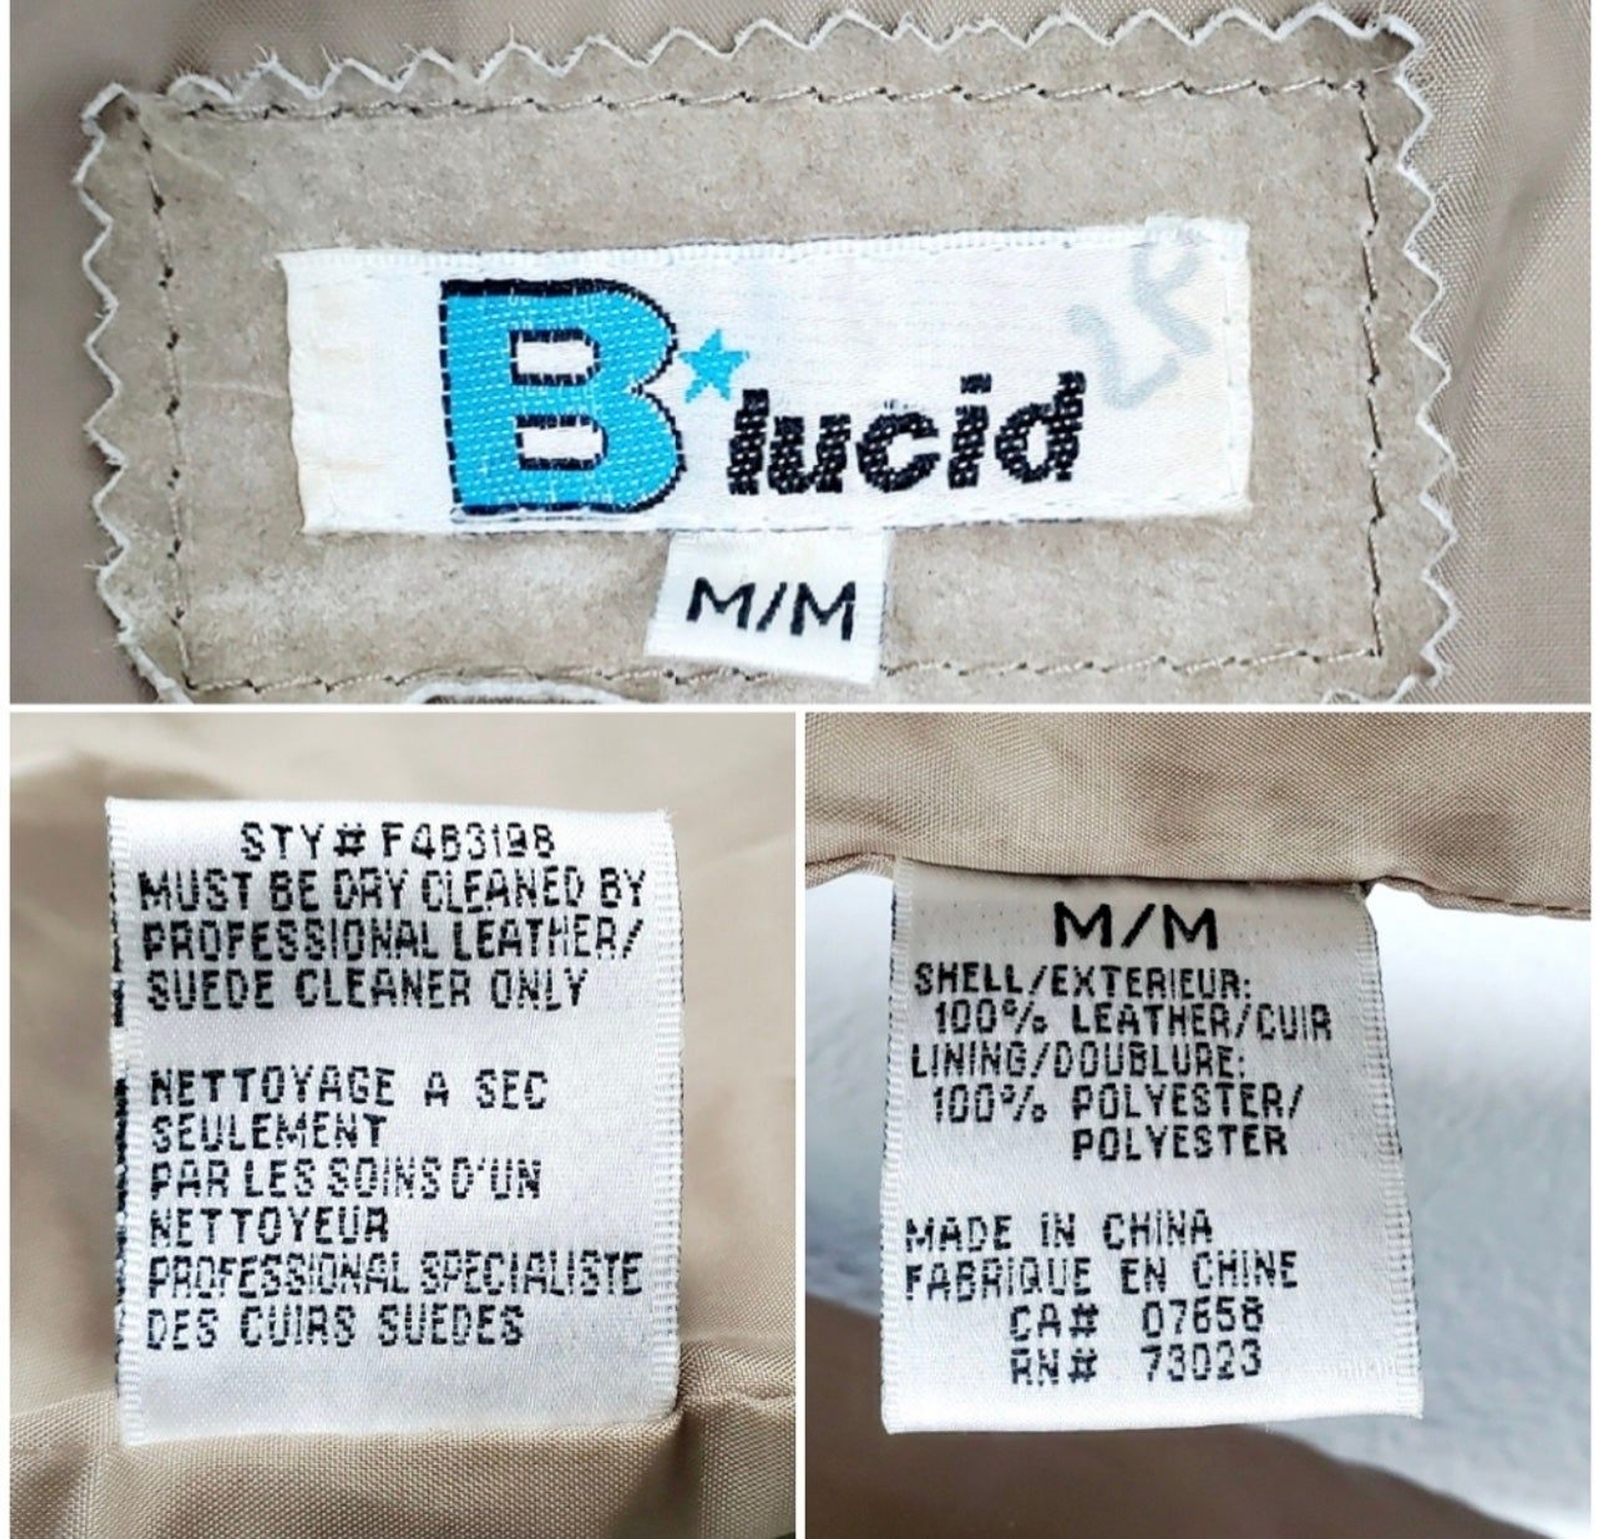 B★lucid
M/M
STY# F4B3198
MUST BE DRY CLEANED BY
PROFESSIONAL LEATHER/
SUEDE CLEANER ONLY
NETTOYAGE A SEC
SEULEMENT
PAR LES SOINS D'UN
NETTOYEUR
PROFESSIONAL SPECIALISTE
DES CUIRS SUEDES
M/M
SHELL/EXTERIEUR:
100% LEATHER/CUIR
LINING/DOUBLURE:
100% POLYESTER/
POLYESTER
MADE IN CHINA
FABRIQUE EN CHINE
CA# 07658
RN# 73023